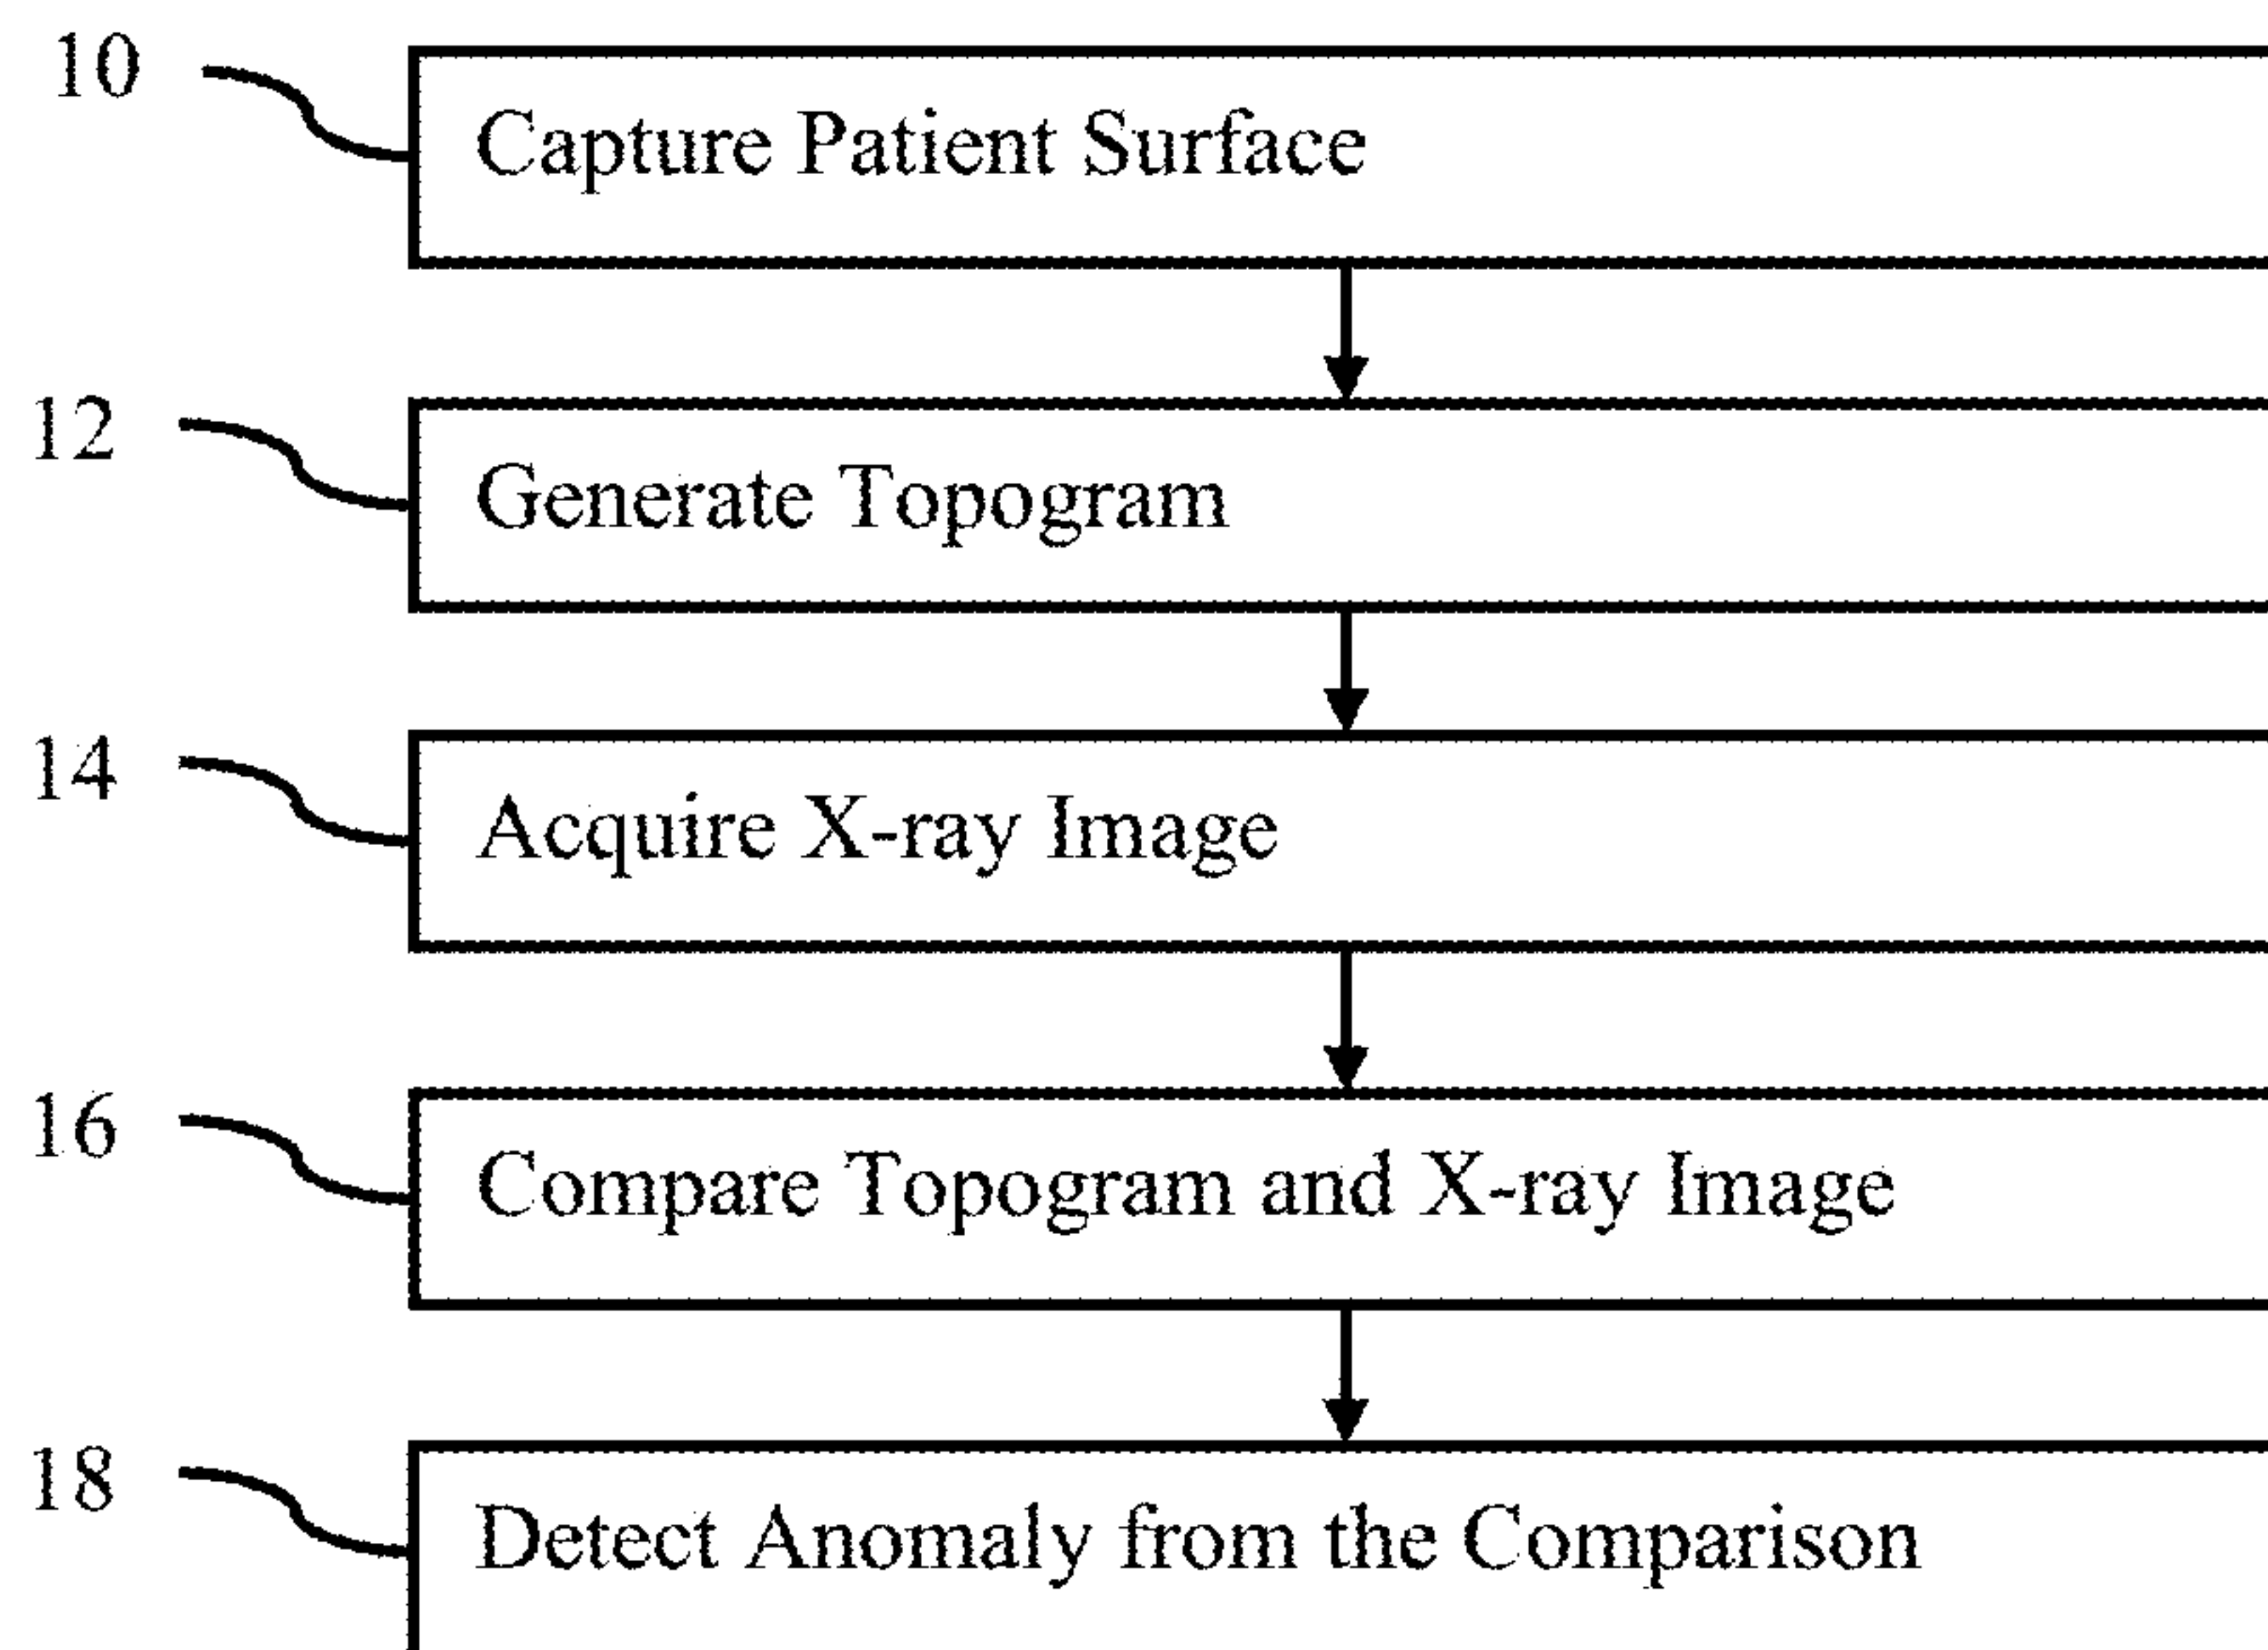 10
Capture Patient Surface
12
Generate Topogram
14
Acquire X-ray Image
16
Compare Topogram and X-ray Image
18
Detect Anomaly from the Comparison